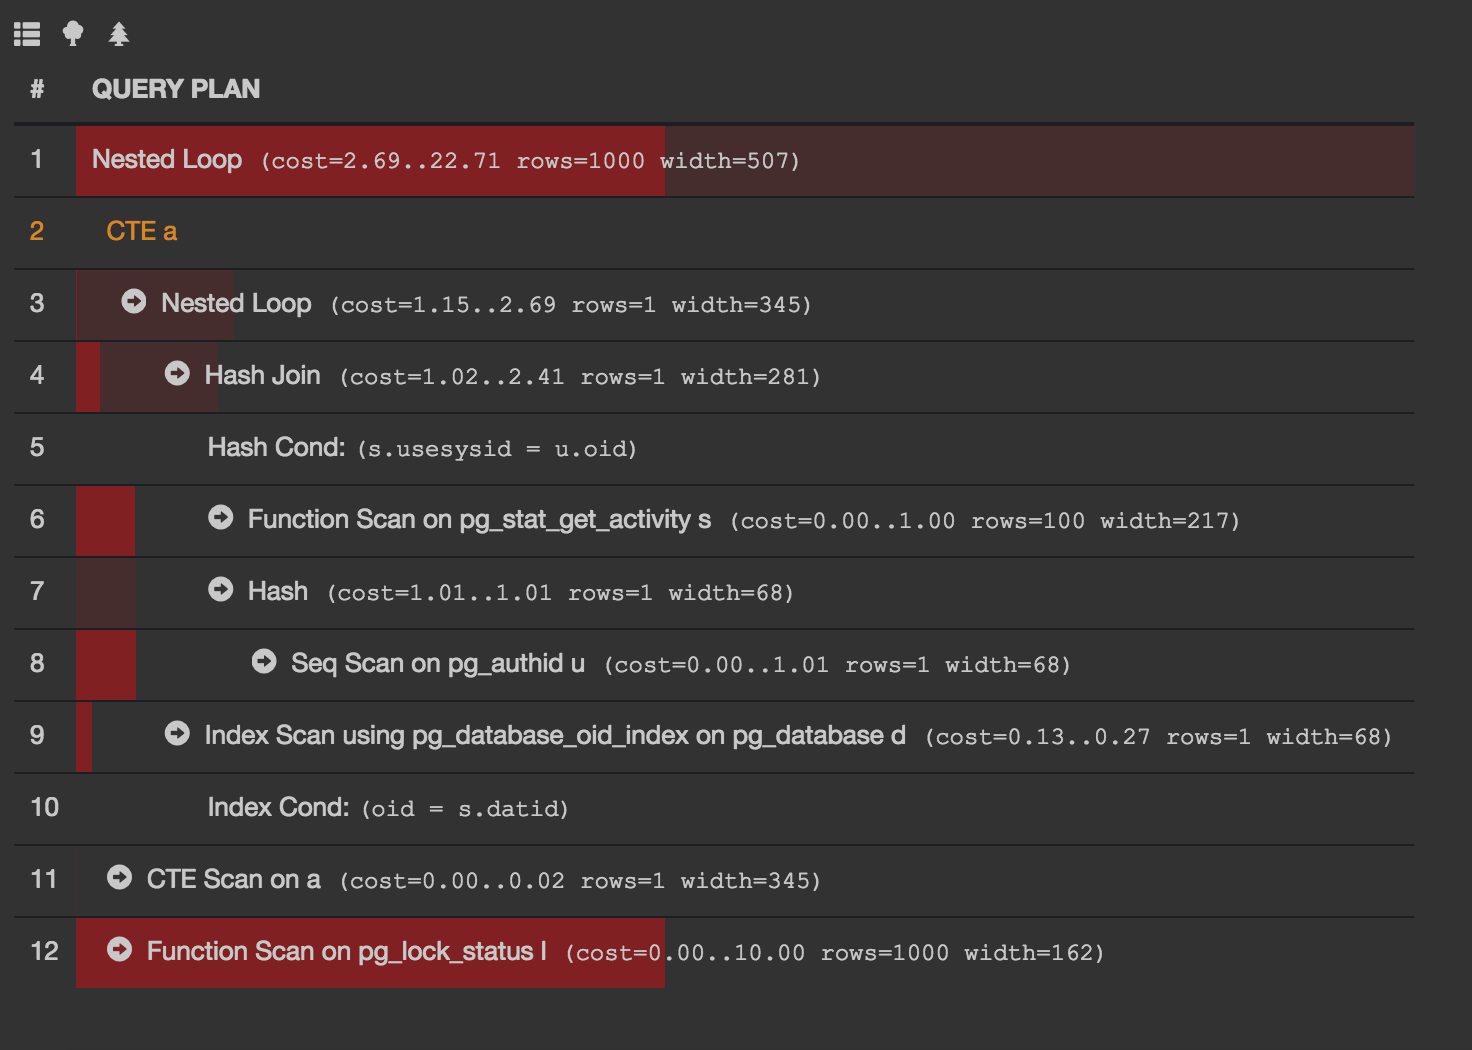 # QUERY PLAN
1 Nested Loop (cost=2.69..22.71 rows=1000 width=507)
2 CTE a
3 Nested Loop (cost=1.15..2.69 rows=1 width=345)
4 Hash Join (cost=1.02..2.41 rows=1 width=281)
5 Hash Cond: (s.usesysid = u.oid)
6 Function Scan on pg_stat_get_activity s (cost=0.00..1.00 rows=100 width=217)
7 Hash (cost=1.01..1.01 rows=1 width=68)
8 Seq Scan on pg_authid u (cost=0.00..1.01 rows=1 width=68)
9 Index Scan using pg_database_oid_index on pg_database d (cost=0.13..0.27 rows=1 width=68)
10 Index Cond: (oid = s.datid)
11 CTE Scan on a (cost=0.00..0.02 rows=1 width=345)
12 Function Scan on pg_lock_status l (cost=0.00..10.00 rows=1000 width=162)